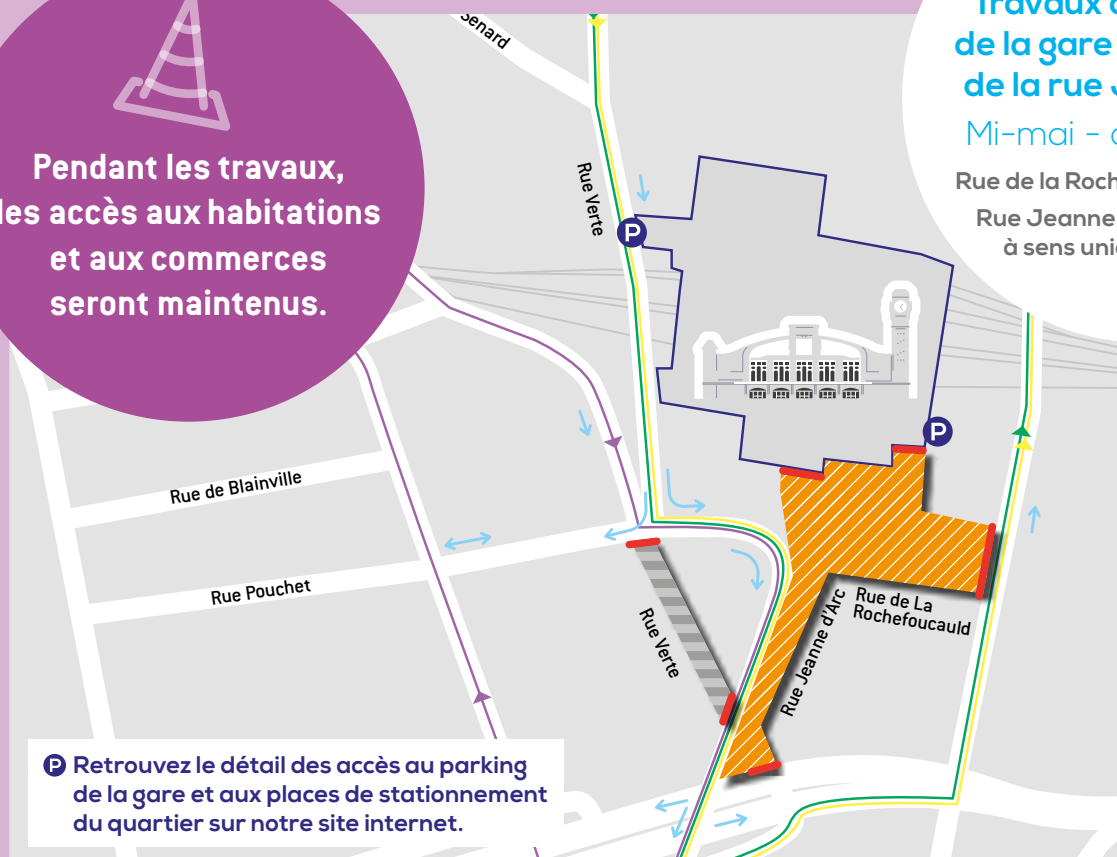 Senard
Travaux
de la gare
de la rue
Mi-mai -
Rue de la
Rue Jeanne
à sens
Pendant les travaux,
les accès aux habitations
et aux commerces
seront maintenus.
Rue Verte
P
P
Rue de Blainville
Rue Pouchet
Rue Verte
Rue Jeanne d'Arc
Rue de La
Rochefoucauld
P Retrouvez le détail des accès au parking
de la gare et aux places de stationnement
du quartier sur notre site internet.